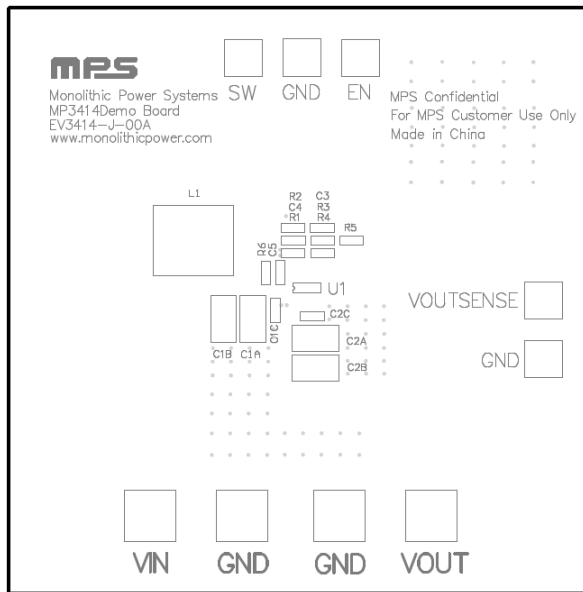 mps
SW GND EN
Monolithic Power Systems
MP3414Demo Board
EV3414-J-00A
www.monolithicpower.com
MPS Confidential
For MPS Customer Use Only
Made in China
L1
R2 C3
C4 R3
R1 R4
R5
R6
C5
U1
VOUTSENSE
C1C
C2C
C2A
C1B C1A
GND
C2B
VIN GND GND VOUT